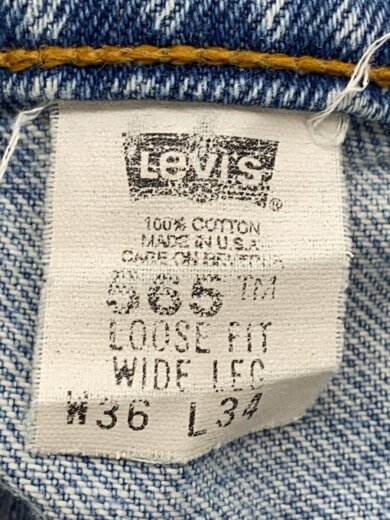 Levi's ®
100% COTTON
MADE IN U.S.A.
CARE ON REVERSE
565 ™
LOOSE FIT
WIDE LEG
W36 L34